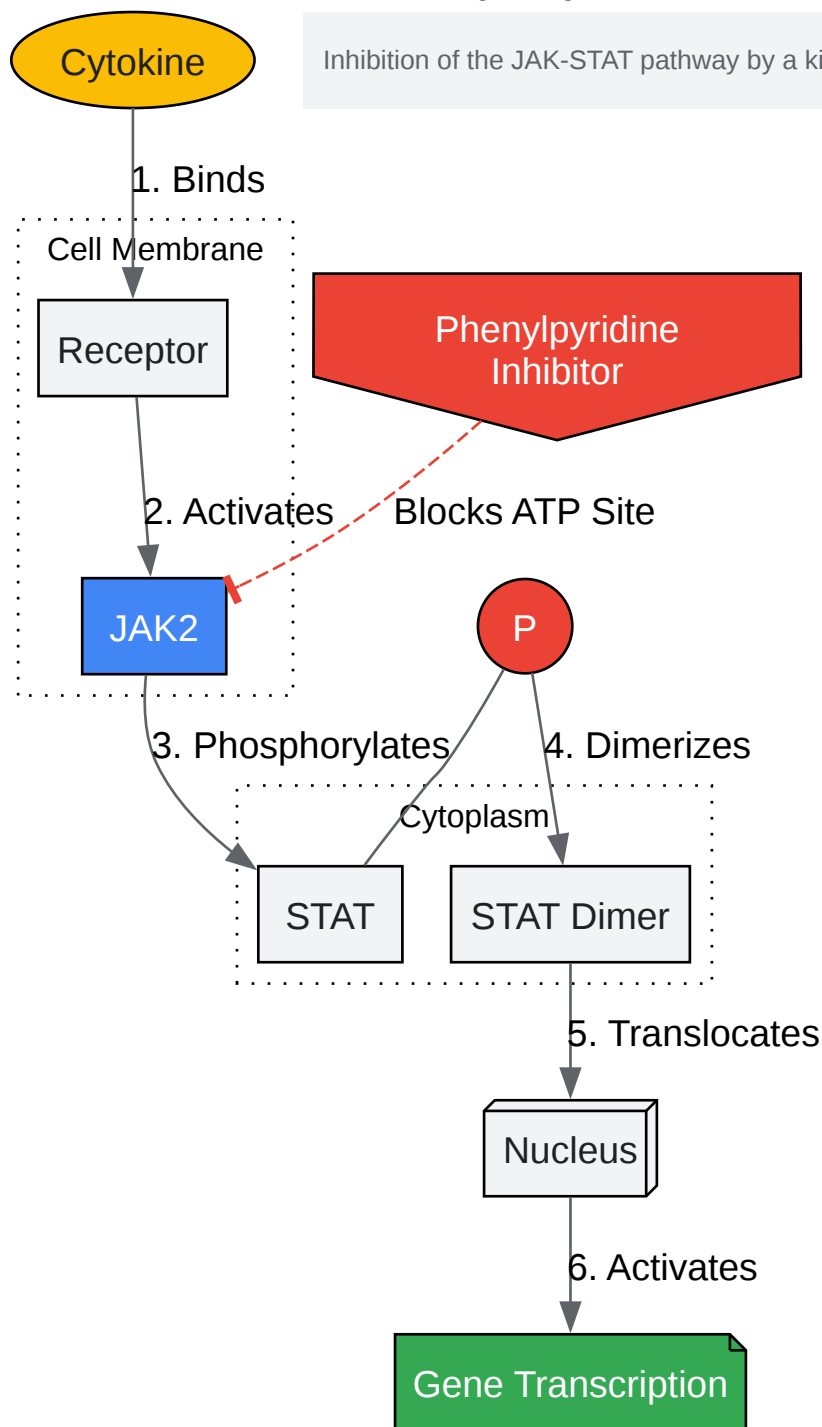 Cytokine
Inhibition of the JAK-STAT pathway by a
1. Binds
Cell Membrane
Receptor
Phenylpyridine
Inhibitor
2. Activates
Blocks ATP Site
JAK2
P
3. Phosphorylates
4. Dimerizes
Cytoplasm
STAT
STAT Dimer
5. Translocates
Nucleus
6. Activates
Gene Transcription